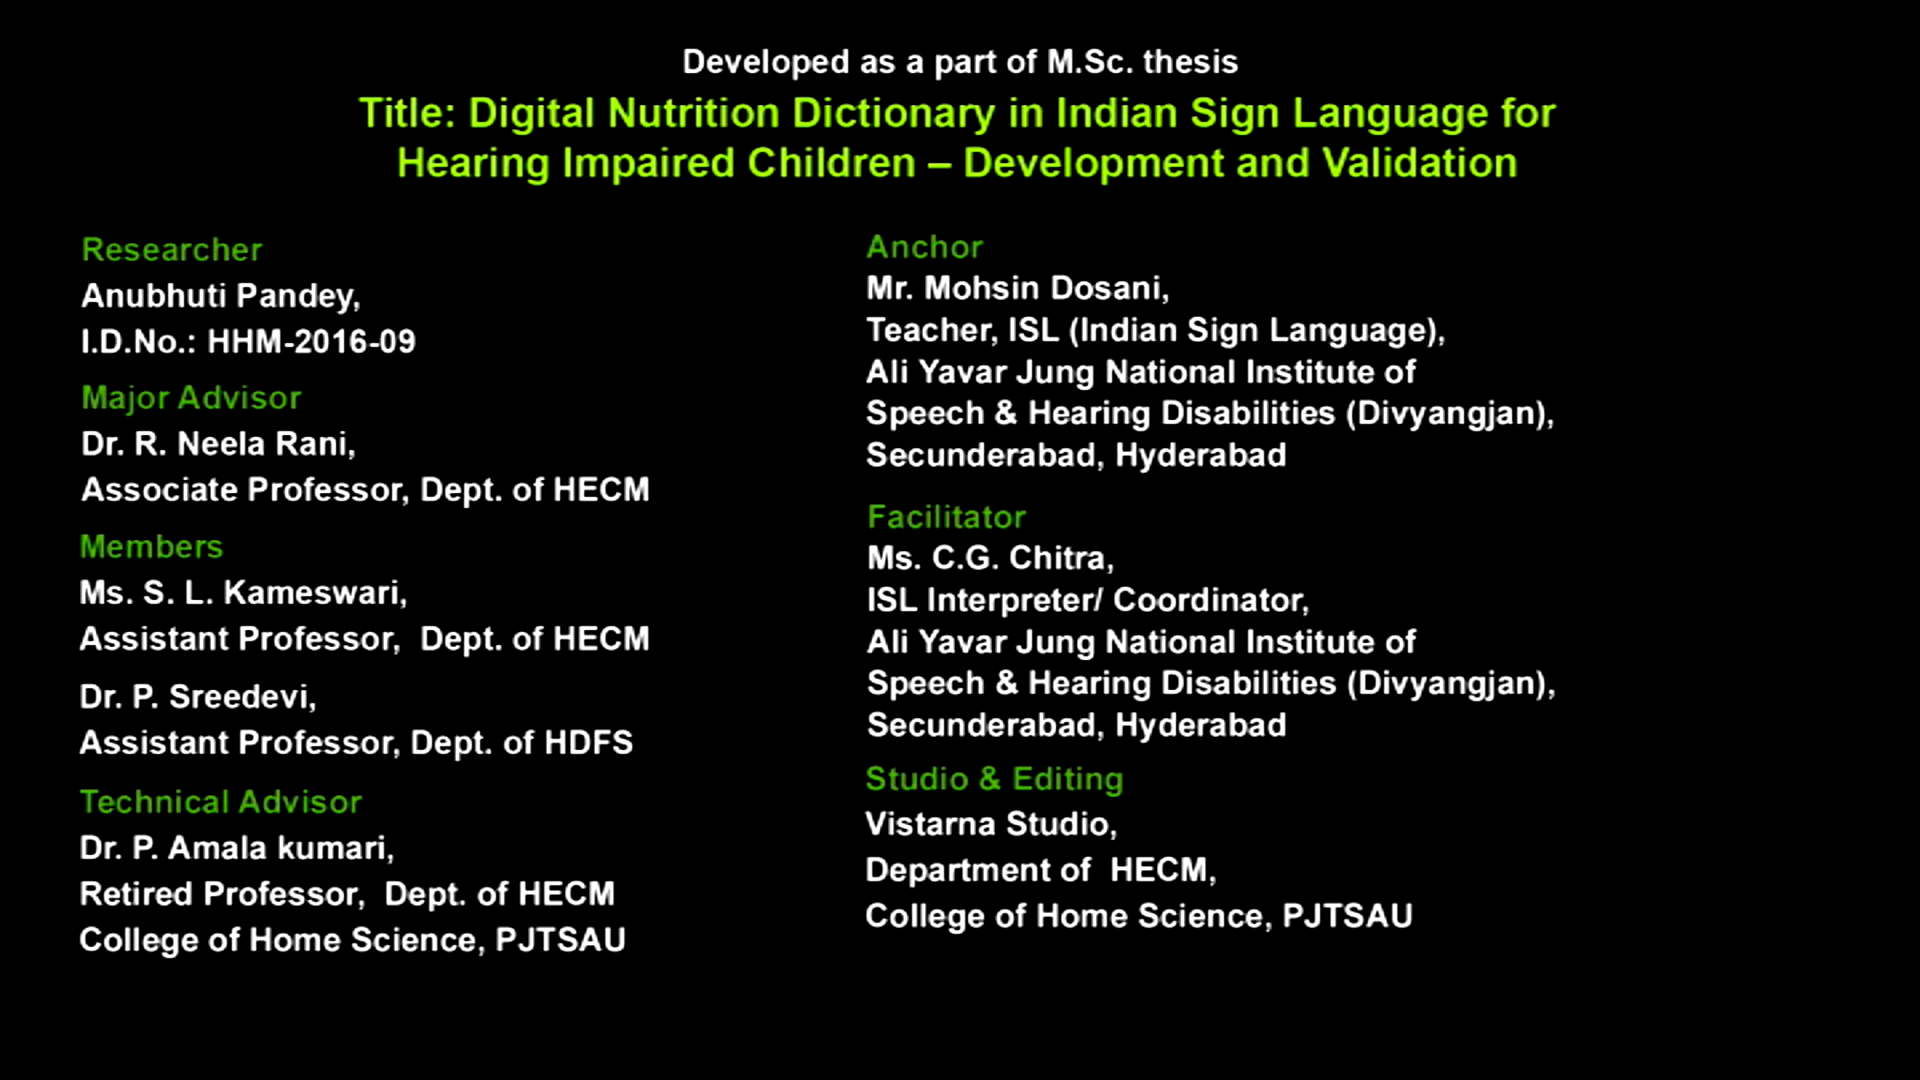 Developed as a part of M.Sc. thesis
Title: Digital Nutrition Dictionary in Indian Sign Language for
Hearing Impaired Children – Development and Validation
Researcher
Anubhuti Pandey,
I.D.No.: HHM-2016-09
Major Advisor
Dr. R. Neela Rani,
Associate Professor, Dept. of HECM
Members
Ms. S. L. Kameswari,
Assistant Professor,  Dept. of HECM
Dr. P. Sreedevi,
Assistant Professor, Dept. of HDFS
Technical Advisor
Dr. P. Amala kumari,
Retired Professor,  Dept. of HECM
College of Home Science, PJTSAU
Anchor
Mr. Mohsin Dosani,
Teacher, ISL (Indian Sign Language),
Ali Yavar Jung National Institute of
Speech & Hearing Disabilities (Divyangjan),
Secunderabad, Hyderabad
Facilitator
Ms. C.G. Chitra,
ISL Interpreter/ Coordinator,
Ali Yavar Jung National Institute of
Speech & Hearing Disabilities (Divyangjan),
Secunderabad, Hyderabad
Studio & Editing
Vistarna Studio,
Department of  HECM,
College of Home Science, PJTSAU